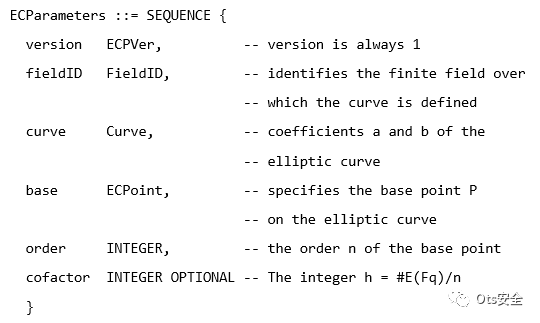 ECParameters ::= SEQUENCE {
version ECPVer, -- version is always 1
fieldID FieldID, -- identifies the finite field over
-- which the curve is defined
curve Curve, -- coefficients a and b of the
-- elliptic curve
base ECPoint, -- specifies the base point P
-- on the elliptic curve
order INTEGER, -- the order n of the base point
cofactor INTEGER OPTIONAL -- The integer h = #E(Fq)/n
}
Ots安全